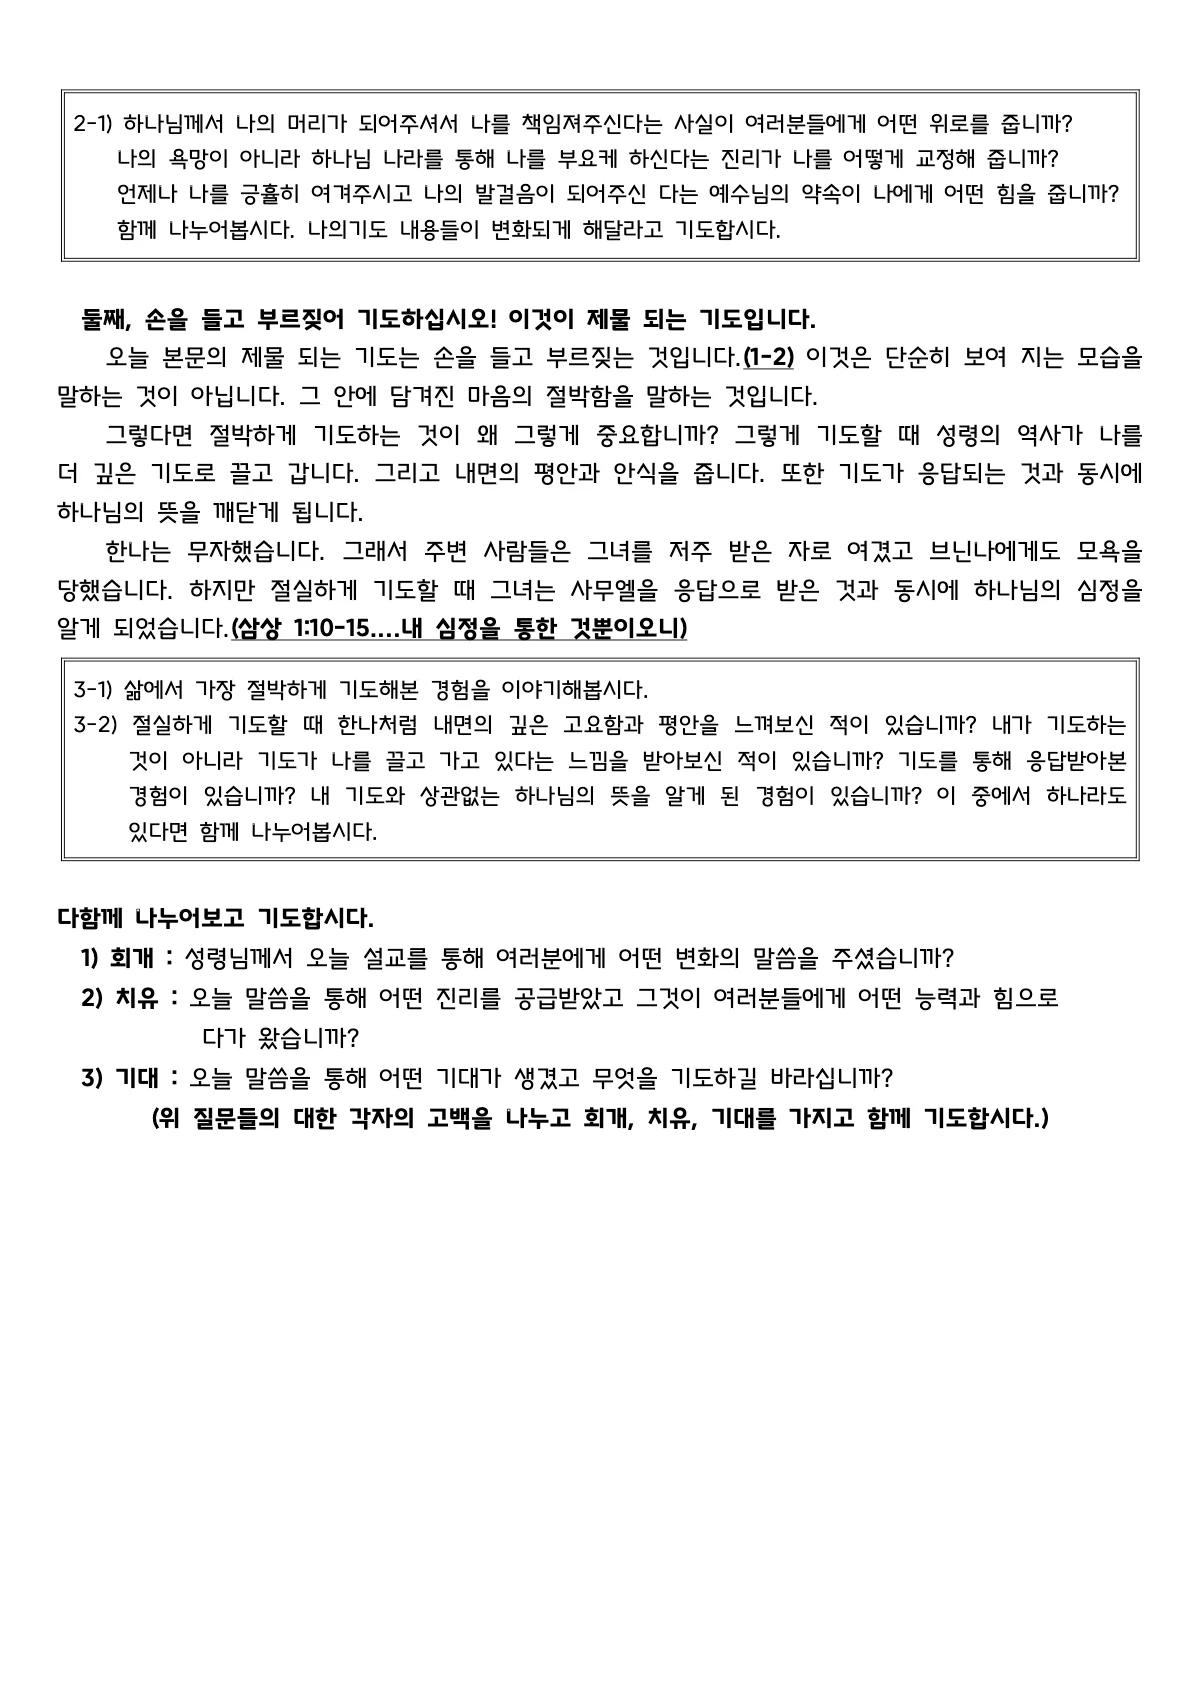 2-1) 하나님께서 나의 머리가 되어주셔서 나를 책임져주신다는 사실이 여러분들에게 어떤 위로를 줍니까?
나의 욕망이 아니라 하나님 나라를 통해 나를 부요케 하신다는 진리가 나를 어떻게 교정해 줍니까?
언제나 나를 긍휼히 여겨주시고 나의 발걸음이 되어주신 다는 예수님의 약속이 나에게 어떤 힘을 줍니까?
함께 나누어봅시다. 나의기도 내용들이 변화되게 해달라고 기도합시다.
둘째, 손을 들고 부르짖어 기도하십시오! 이것이 제물 되는 기도입니다.
오늘 본문의 제물 되는 기도는 손을 들고 부르짖는 것입니다.(1-2) 이것은 단순히 보여 지는 모습을
말하는 것이 아닙니다. 그 안에 담겨진 마음의 절박함을 말하는 것입니다.
그렇다면 절박하게 기도하는 것이 왜 그렇게 중요합니까? 그렇게 기도할 때 성령의 역사가 나를
더 깊은 기도로 끌고 갑니다. 그리고 내면의 평안과 안식을 줍니다. 또한 기도가 응답되는 것과 동시에
하나님의 뜻을 깨닫게 됩니다.
한나는 무자했습니다. 그래서 주변 사람들은 그녀를 저주 받은 자로 여겼고 브닌나에게도 모욕을
당했습니다. 하지만 절실하게 기도할 때 그녀는 사무엘을 응답으로 받은 것과 동시에 하나님의 심정을
알게 되었습니다.(삼상 1:10-15....내 심정을 통한 것뿐이오니)
3-1) 삶에서 가장 절박하게 기도해본 경험을 이야기해봅시다.
3-2) 절실하게 기도할 때 한나처럼 내면의 깊은 고요함과 평안을 느껴보신 적이 있습니까? 내가 기도하는
것이 아니라 기도가 나를 끌고 가고 있다는 느낌을 받아보신 적이 있습니까? 기도를 통해 응답받아본
경험이 있습니까? 내 기도와 상관없는 하나님의 뜻을 알게 된 경험이 있습니까? 이 중에서 하나라도
있다면 함께 나누어봅시다.
다함께 나누어보고 기도합시다.
1) 회개 : 성령님께서 오늘 설교를 통해 여러분에게 어떤 변화의 말씀을 주셨습니까?
2) 치유 : 오늘 말씀을 통해 어떤 진리를 공급받았고 그것이 여러분들에게 어떤 능력과 힘으로
다가 왔습니까?
3) 기대 : 오늘 말씀을 통해 어떤 기대가 생겼고 무엇을 기도하길 바라십니까?
(위 질문들의 대한 각자의 고백을 나누고 회개, 치유, 기대를 가지고 함께 기도합시다.)